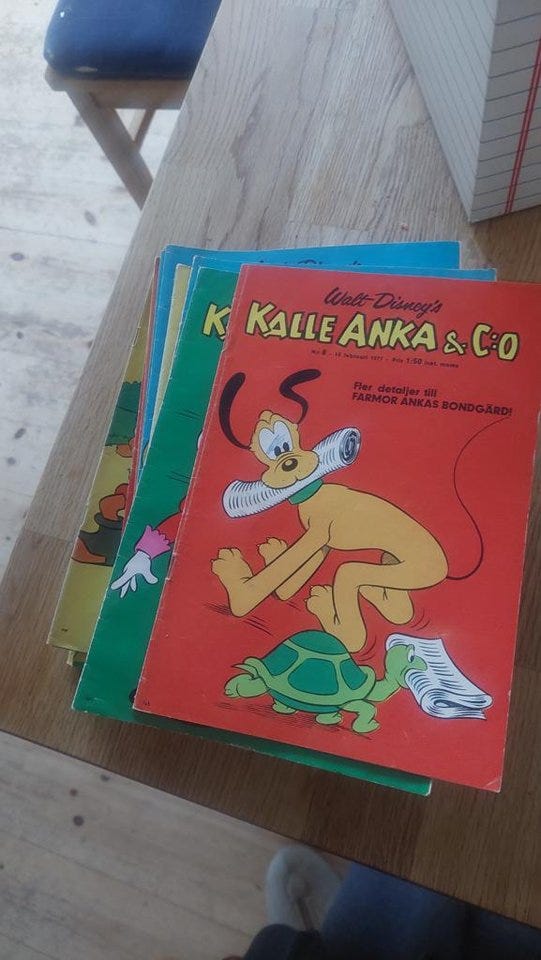 Walt Disney's
KALLE ANKA & C:O
Fler detaljer till
FARMOR ANKAS BONDGÅRD!
K